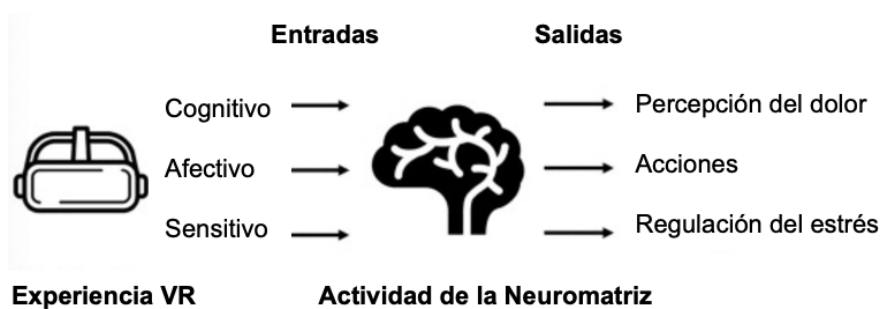 Entradas
Salidas
Cognitivo
Afectivo
Sensitivo
Percepción del dolor
Acciones
Regulación del estrés
Experiencia VR
Actividad de la Neuromatriz